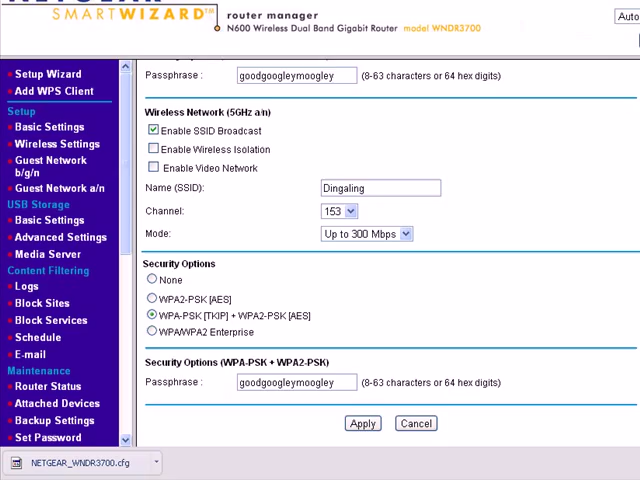 NETGEAR
SMARTWIZARD™
router manager
N600 Wireless Dual Band Gigabit Router model WNDR3700
Auto
Setup Wizard
Add WPS Client
Setup
Basic Settings
Wireless Settings
Guest Network
b/g/n
Guest Network a/n
USB Storage
Basic Settings
Advanced Settings
Media Server
Content Filtering
Logs
Block Sites
Block Services
Schedule
E-mail
Maintenance
Router Status
Attached Devices
Backup Settings
Set Password
Passphrase : goodgoogleymoogley (8-63 characters or 64 hex digits)
Wireless Network (5GHz a/n)
Enable SSID Broadcast
Enable Wireless Isolation
Enable Video Network
Name (SSID): Dingaling
Channel: 153
Mode: Up to 300 Mbps
Security Options
None
WPA2-PSK [AES]
WPA-PSK [TKIP] + WPA2-PSK [AES]
WPA/WPA2 Enterprise
Security Options (WPA-PSK + WPA2-PSK)
Passphrase : goodgoogleymoogley (8-63 characters or 64 hex digits)
Apply Cancel
NETGEAR_WNDR3700.cfg